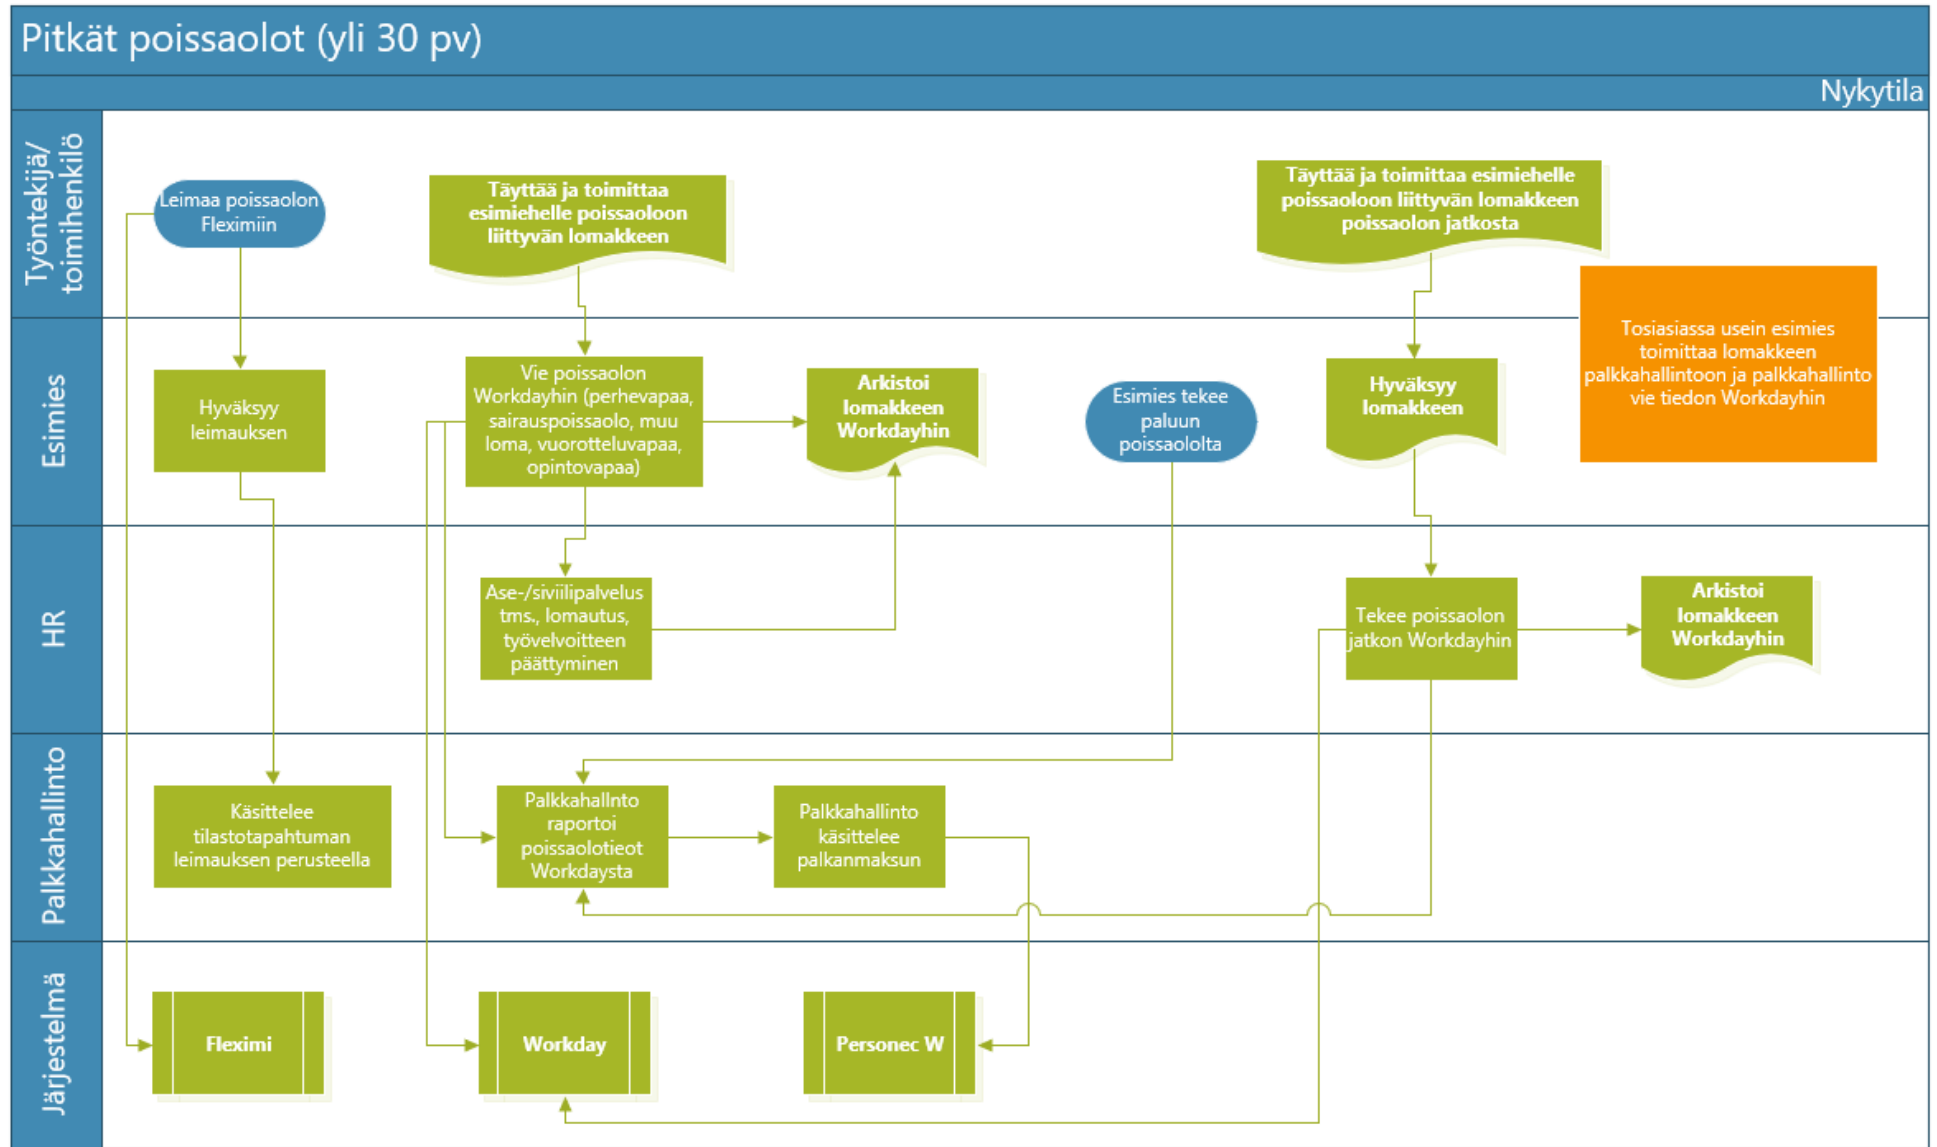 Pitkät poissaolot (yli 30 pv)
Nykytila
Työntekijä/
toimihenkilö
Leimaa poissaolon
Fleximiin
Täyttää ja toimittaa
esimiehelle poissaoloon
liittyvän lomakkeen
Täyttää ja toimittaa esimiehelle
poissaoloon liittyvän lomakkeen
poissaolon jatkosta
Tosiasiassa usein esimies
toimittaa lomakkeen
palkkahallintoon ja palkkahallinto
vie tiedon Workdayhin
Esimies
Hyväksyy
leimauksen
Vie poissaolon
Workdayhin (perhevapaa,
sairauspoissaolo, muu
loma, vuorotteluvapaa,
opintovapaa)
Arkistoi
lomakkeen
Workdayhin
Esimies tekee
paluun
poissaololta
Hyväksyy
lomakkeen
HR
Ase-/siviilipalvelus
tms., lomautus,
työvelvoitteen
päättyminen
Tekee poissaolon
jatkon Workdayhin
Arkistoi
lomakkeen
Workdayhin
Palkkahallinto
Käsittelee
tilastotapahtuman
leimauksen perusteella
Palkkahallnto
raportoi
poissaolotieot
Workdaysta
Palkkahallinto
käsittelee
palkanmaksun
Järjestelmä
Fleximi
Workday
Personec W